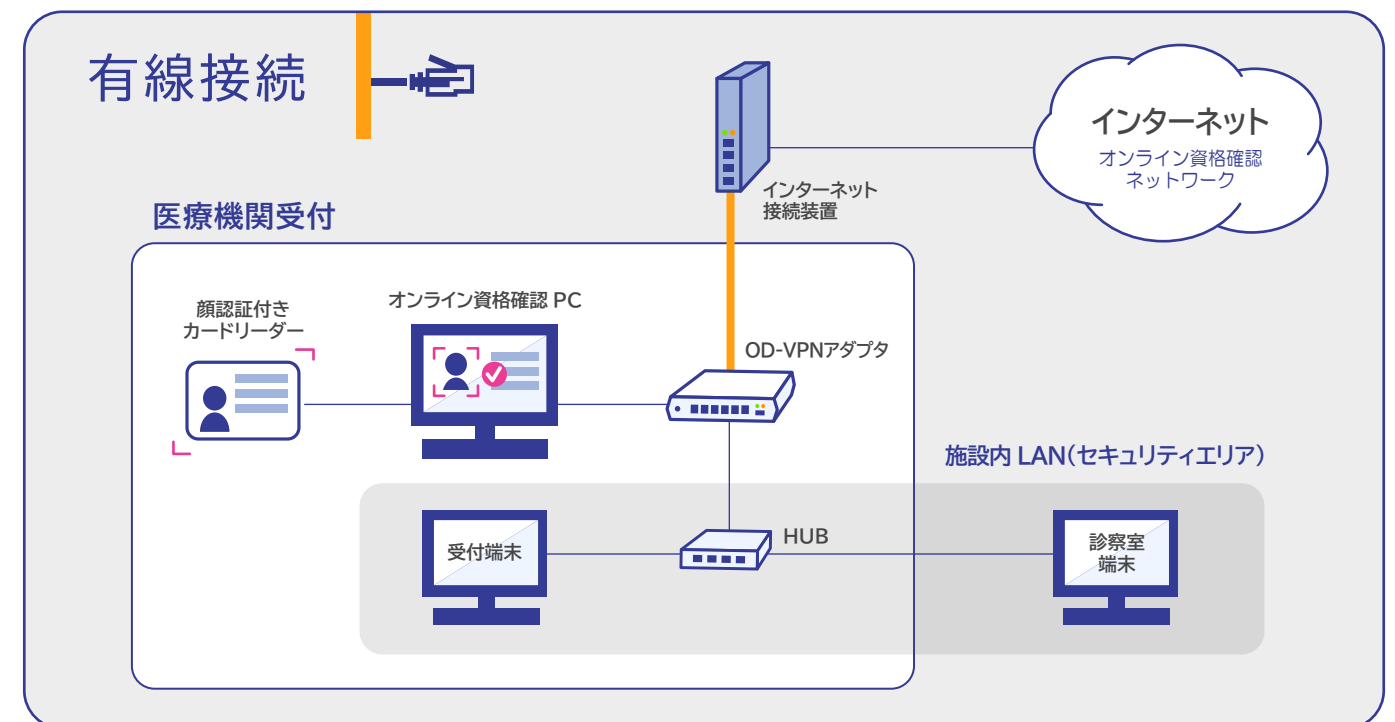 有線接続
インターネット
オンライン資格確認
ネットワーク
インターネット
接続装置
医療機関受付
顔認証付き
カードリーダー
オンライン資格確認 PC
OD-VPNアダプタ
施設内 LAN(セキュリティエリア)
受付端末
HUB
診察室
端末